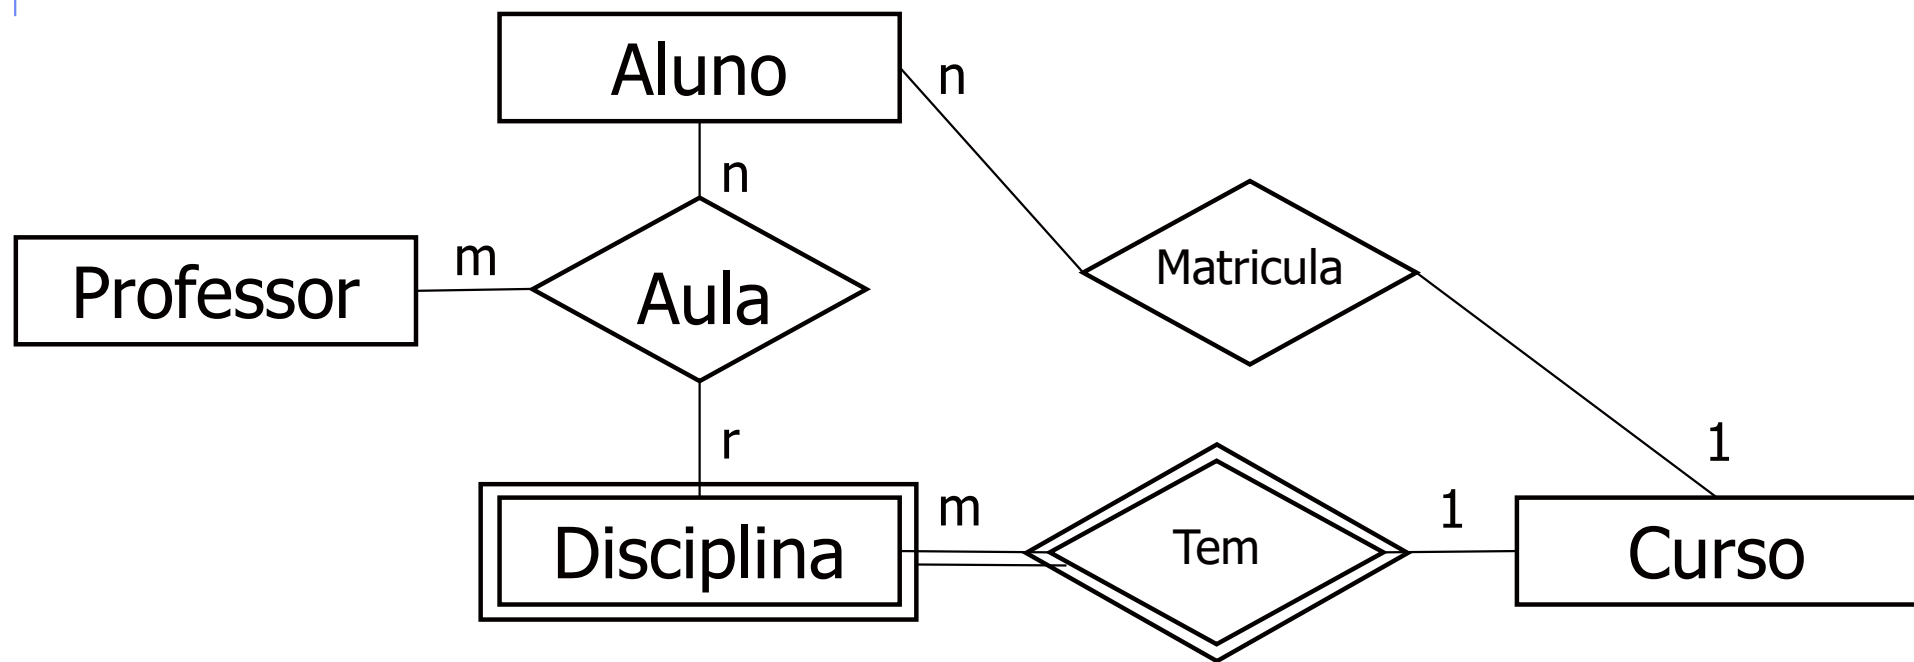 Aluno
n
n
Professor
m
Aula
Matricula
r
1
Disciplina
m
Tem
1
Curso